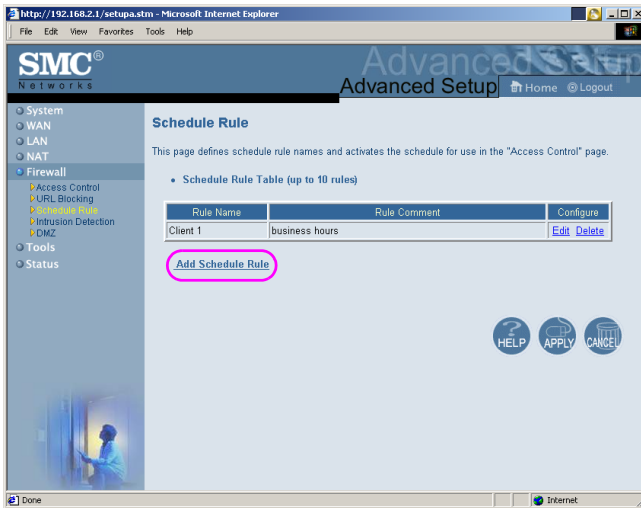 http://192.168.2.1/setupa.stm - Microsoft Internet Explorer
File Edit View Favorites Tools Help
SMC®
Networks
Advanced Setup
Advanced Setup
Home Logout
System
WAN
LAN
NAT
Firewall
Access Control
URL Blocking
Schedule Rule
Intrusion Detection
DMZ
Tools
Status
Schedule Rule
This page defines schedule rule names and activates the schedule for use in the "Access Control" page.
• Schedule Rule Table (up to 10 rules)
Rule Name Rule Comment Configure
Client 1 business hours Edit Delete
Add Schedule Rule
HELP APPLY CANCEL
Done Internet